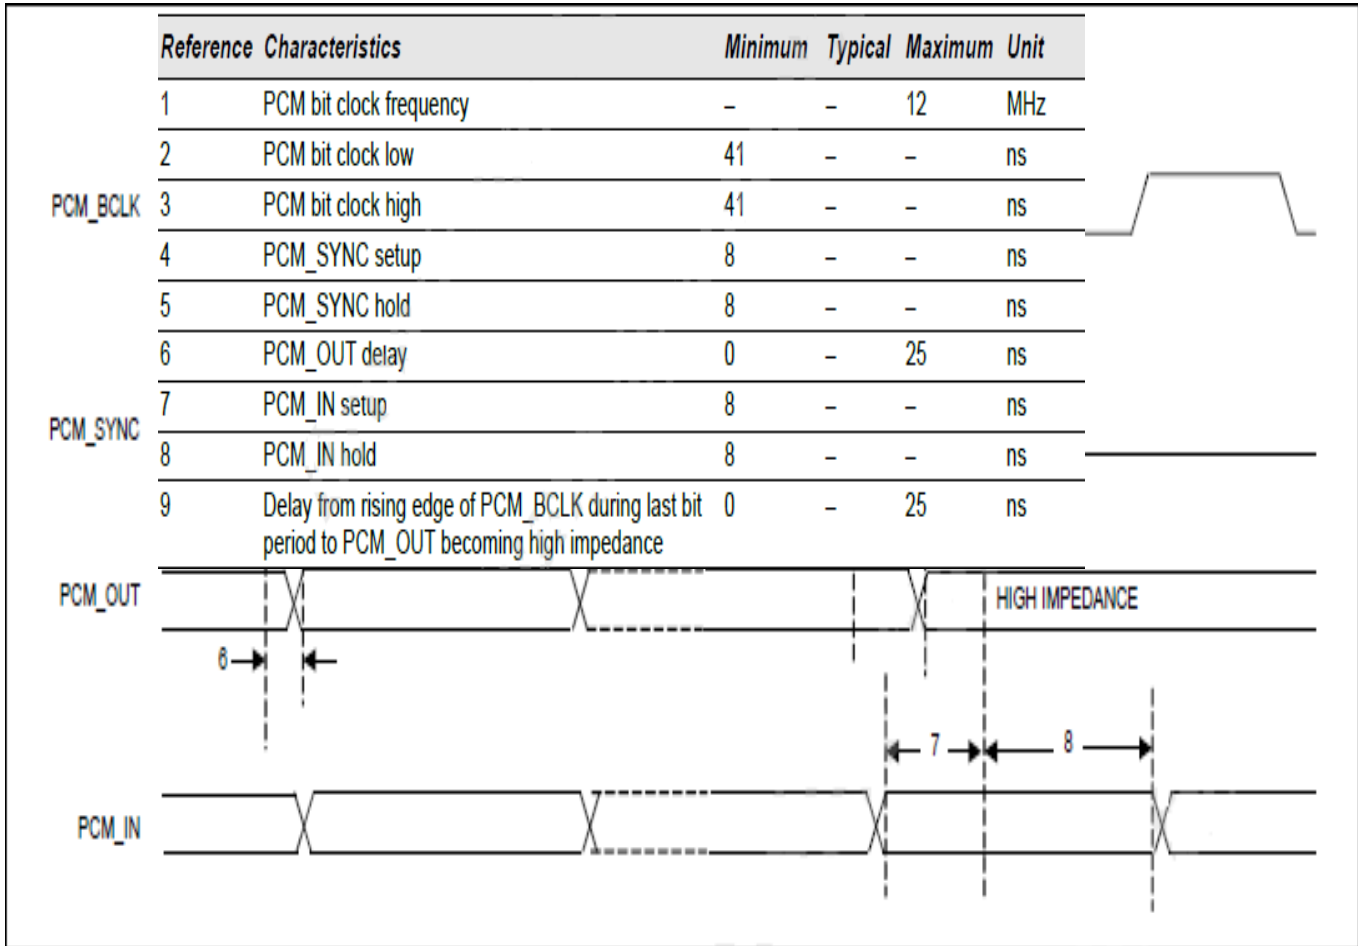 Reference Characteristics Minimum Typical Maximum Unit
1 PCM bit clock frequency – – 12 MHz
2 PCM bit clock low 41 – – ns
PCM_BCLK 3 PCM bit clock high 41 – – ns
4 PCM_SYNC setup 8 – – ns
5 PCM_SYNC hold 8 – – ns
6 PCM_OUT delay 0 – 25 ns
7 PCM_IN setup 8 – – ns
PCM_SYNC
8 PCM_IN hold 8 – – ns
9 Delay from rising edge of PCM_BCLK during last bit 0 – 25 ns
period to PCM_OUT becoming high impedance
PCM_OUT HIGH IMPEDANCE
6
7 8
PCM_IN